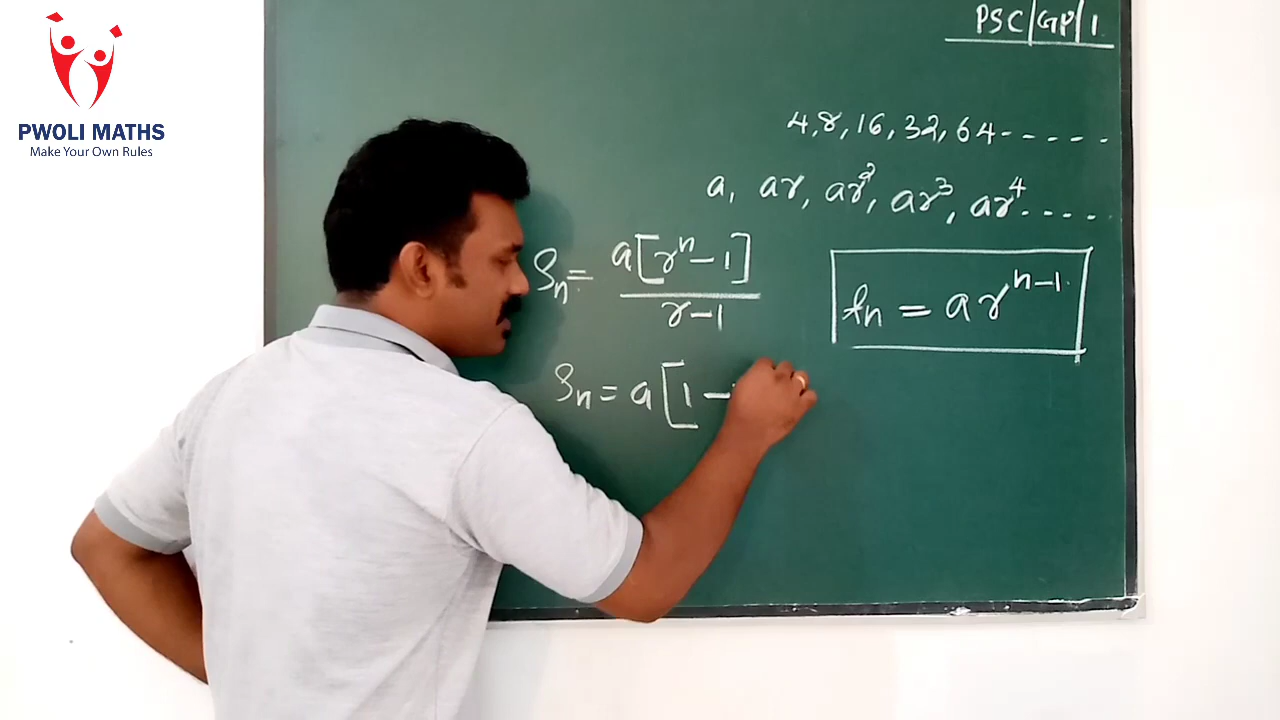 PWOLI MATHS
Make Your Own Rules
PSC/GP/1
4, 8, 16, 32, 64-----
a, ar, ar², ar³, ar⁴.....
Sn = a[rⁿ-1]
r-1
tn = ar^(n-1)
Sn = a[1-